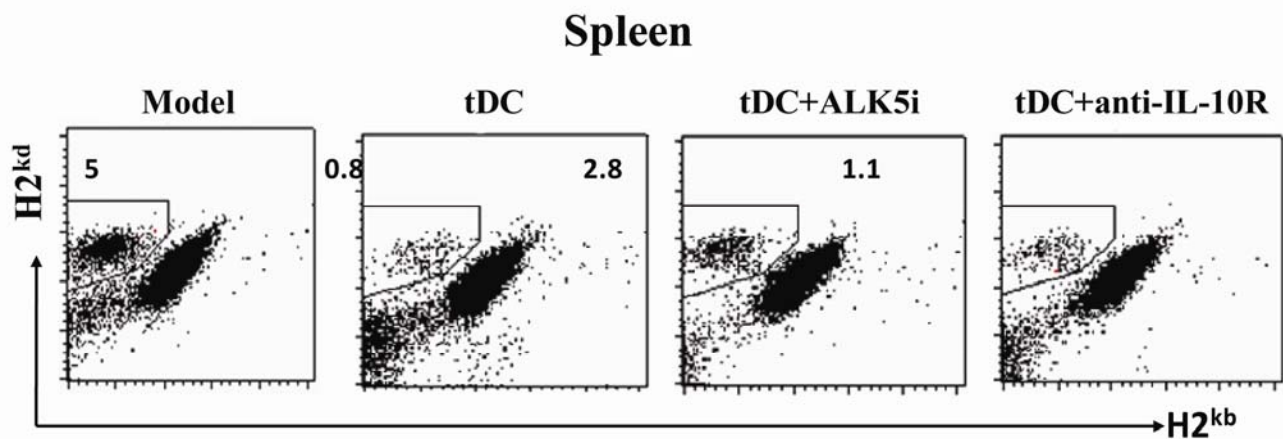 Spleen
Model tDC tDC+ALK5i tDC+anti-IL-10R
5 0.8 2.8 1.1
H2kd
H2kb